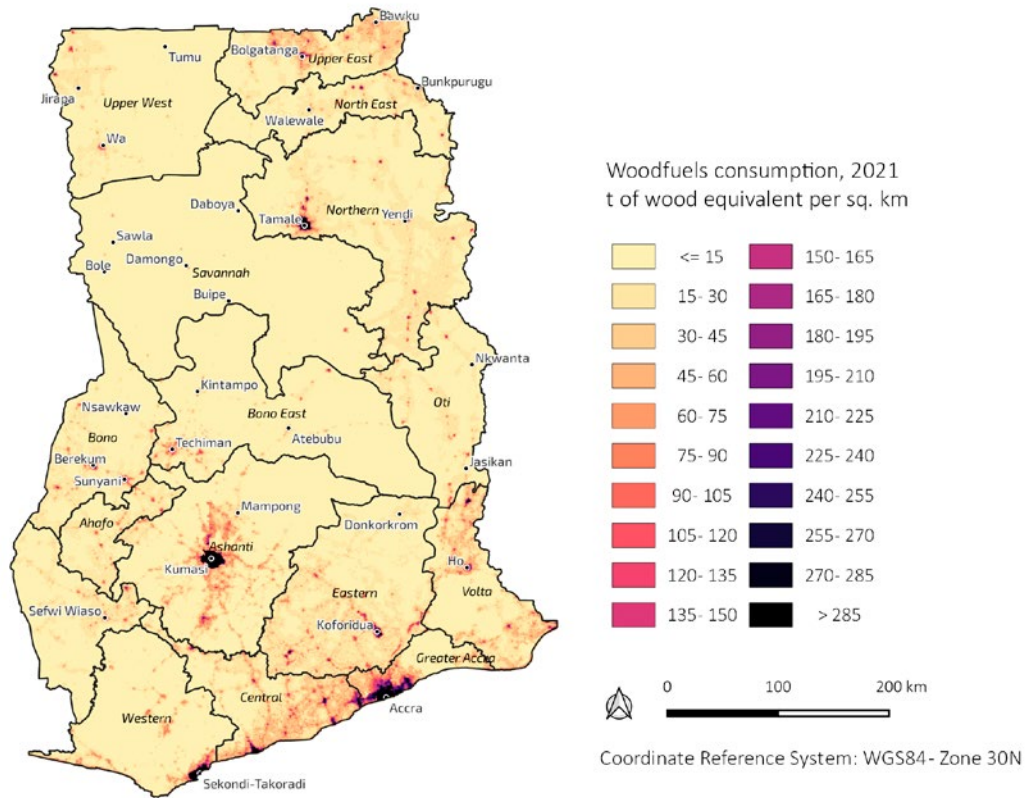 Bawku
Tumu
Bolgatanga
Upper East
Bunkpurugu
Jirapa
Upper West
North East
Walewale
Wa
Daboya
Northern
Tamale
Yendi
Sawla
Damongo
Bole
Savannah
Buipe
Nkwanta
Kintampo
Nsawkaw
Bono East
Oti
Bono
Techiman
Atebubu
Berekum
Jasikan
Sunyani
Mampong
Donkorkrom
Ahafo
Ashanti
Kumasi
Ho
Eastern
Volta
Sefwi Wiaso
Koforidua
Greater Accra
Central
Accra
Western
Sekondi-Takoradi
Woodfuels consumption, 2021
t of wood equivalent per sq. km
<= 15
15- 30
30- 45
45- 60
60- 75
75- 90
90- 105
105- 120
120- 135
135- 150
150- 165
165- 180
180- 195
195- 210
210- 225
225- 240
240- 255
255- 270
270- 285
> 285
0 100 200 km
Coordinate Reference System: WGS84- Zone 30N